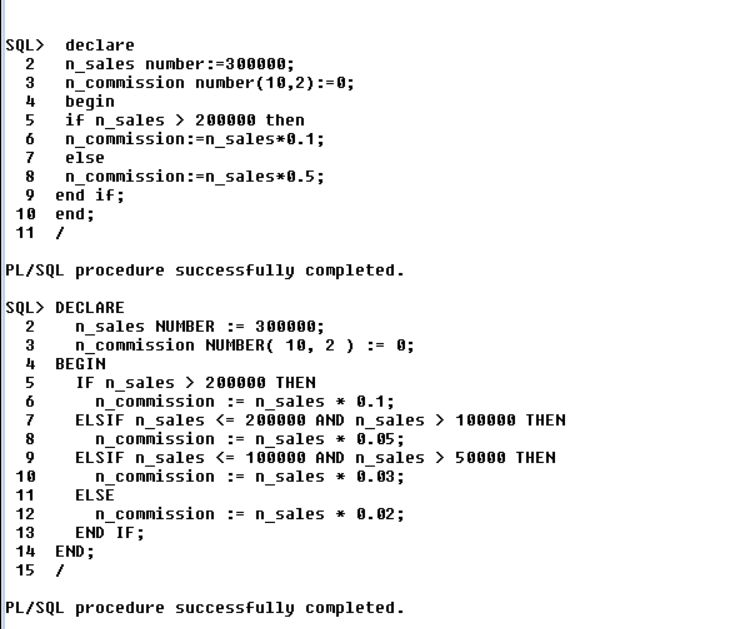 SQL>  declare
  2   n_sales number:=300000;
  3   n_commission number(10,2):=0;
  4   begin
  5   if n_sales > 200000 then
  6   n_commission:=n_sales*0.1;
  7   else
  8   n_commission:=n_sales*0.5;
  9  end if;
 10  end;
 11  /
PL/SQL procedure successfully completed.
SQL> DECLARE
  2    n_sales NUMBER := 300000;
  3    n_commission NUMBER( 10, 2 ) := 0;
  4  BEGIN
  5    IF n_sales > 200000 THEN
  6      n_commission := n_sales * 0.1;
  7    ELSIF n_sales <= 200000 AND n_sales > 100000 THEN
  8      n_commission := n_sales * 0.05;
  9    ELSIF n_sales <= 100000 AND n_sales > 50000 THEN
 10      n_commission := n_sales * 0.03;
 11    ELSE
 12      n_commission := n_sales * 0.02;
 13    END IF;
 14  END;
 15  /
PL/SQL procedure successfully completed.